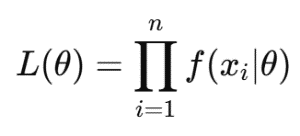 L(θ) = ∏_{i=1}^{n} f(x_i|θ)